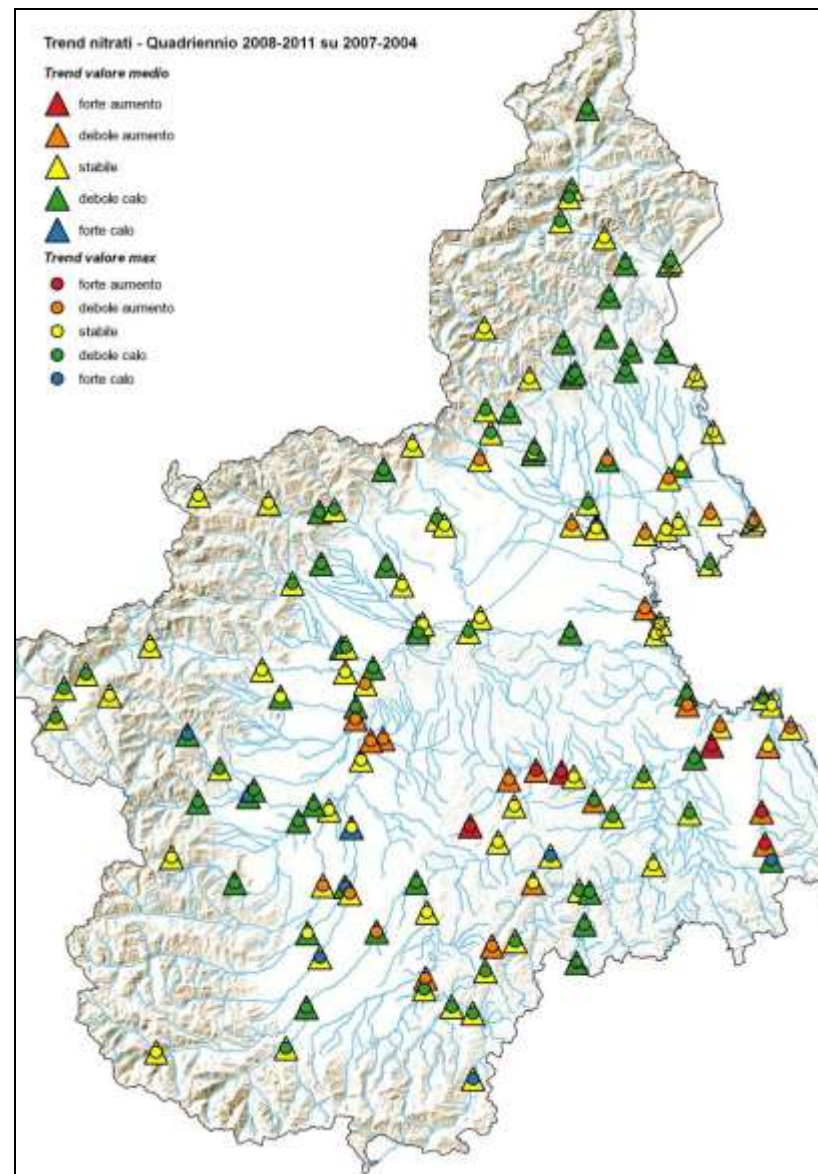 Trend nitrati - Quadriennio 2008-2011 su 2007-2004
Trend valore medio
forte aumento
debole aumento
stabile
debole calo
forte calo
Trend valore max
forte aumento
debole aumento
stabile
debole calo
forte calo